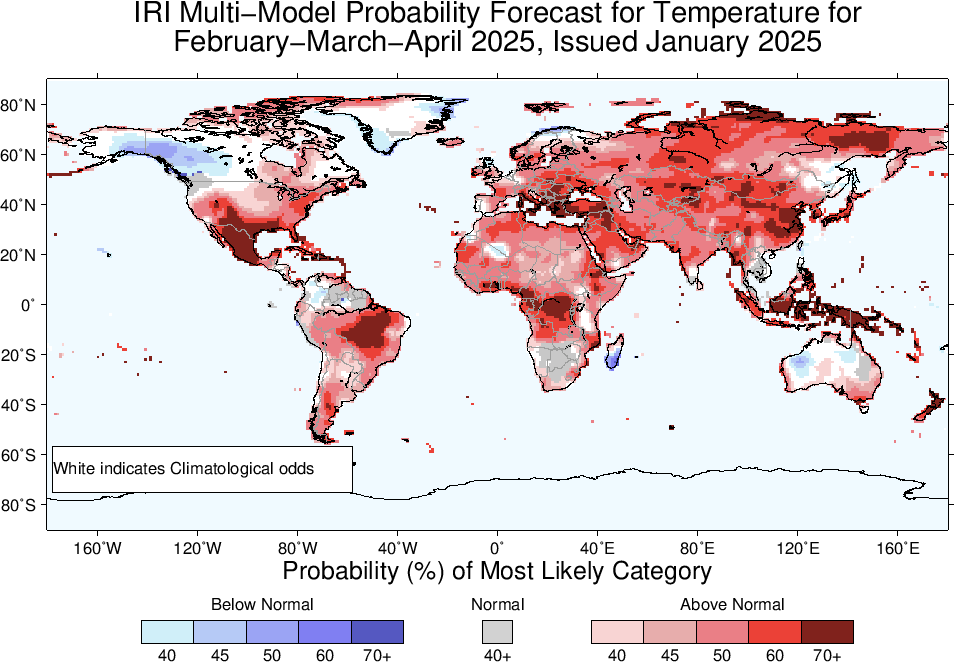 IRI Multi−Model Probability Forecast for Temperature for
February−March−April 2025, Issued January 2025
80˚N
60˚N
40˚N
20˚N
0˚
20˚S
40˚S
60˚S
80˚S
White indicates Climatological odds
160˚W 120˚W 80˚W 40˚W 0˚ 40˚E 80˚E 120˚E 160˚E
Probability (%) of Most Likely Category
Below Normal Normal Above Normal
40 45 50 60 70+ 40+ 40 45 50 60 70+